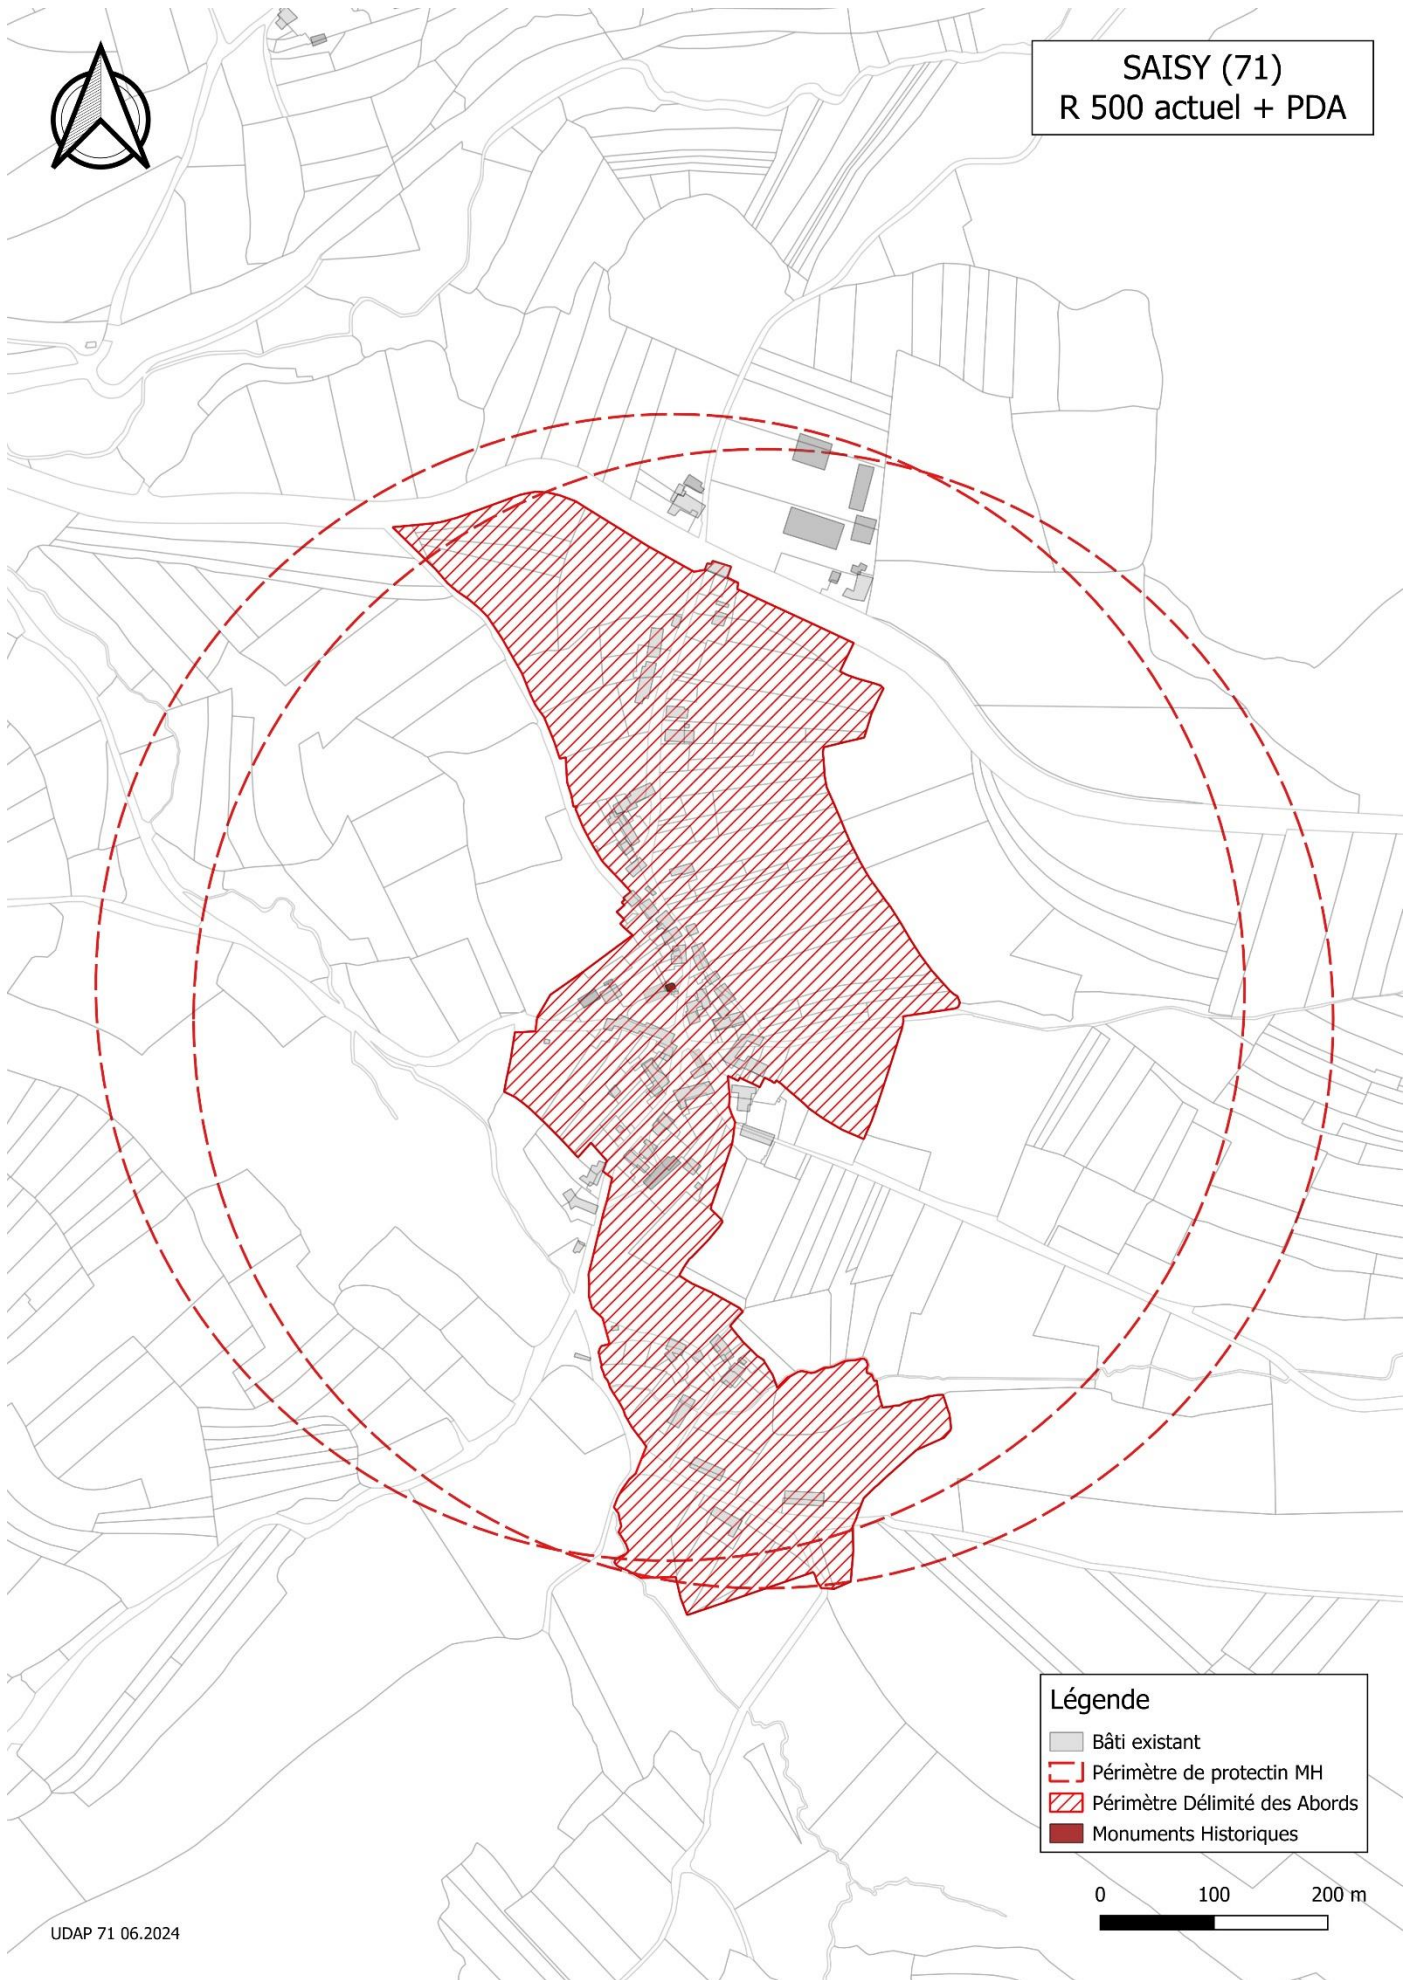 SAISY (71)
R 500 actuel + PDA
Légende
Bâti existant
Périmètre de protectin MH
Périmètre Délimité des Abords
Monuments Historiques
0 100 200 m
UDAP 71 06.2024